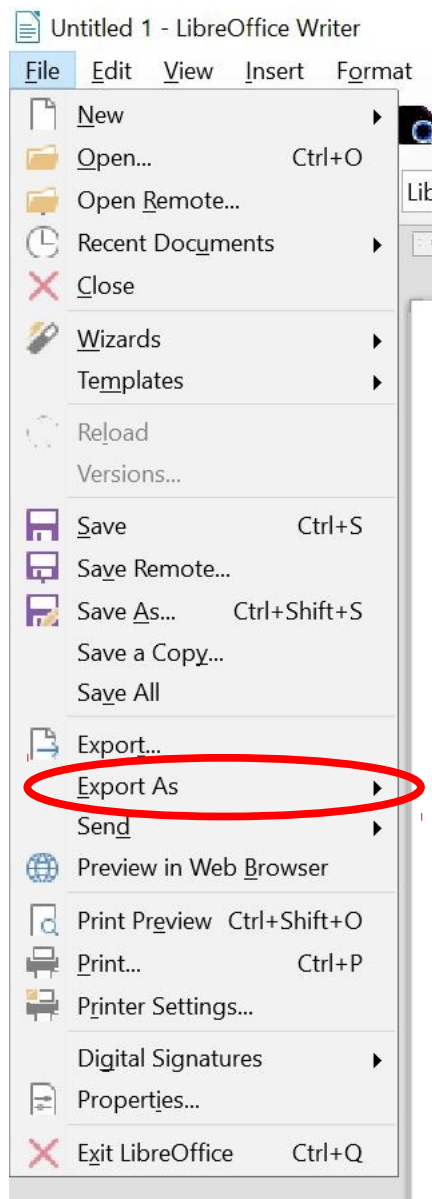 Untitled 1 - LibreOffice Writer
File Edit View Insert Format
New
Open... Ctrl+O
Open Remote...
Lib
Recent Documents
Close
Wizards
Templates
Reload
Versions...
Save Ctrl+S
Save Remote...
Save As... Ctrl+Shift+S
Save a Copy...
Save All
Export...
Export As
Send
Preview in Web Browser
Print Preview Ctrl+Shift+O
Print... Ctrl+P
Printer Settings...
Digital Signatures
Properties...
Exit LibreOffice Ctrl+Q